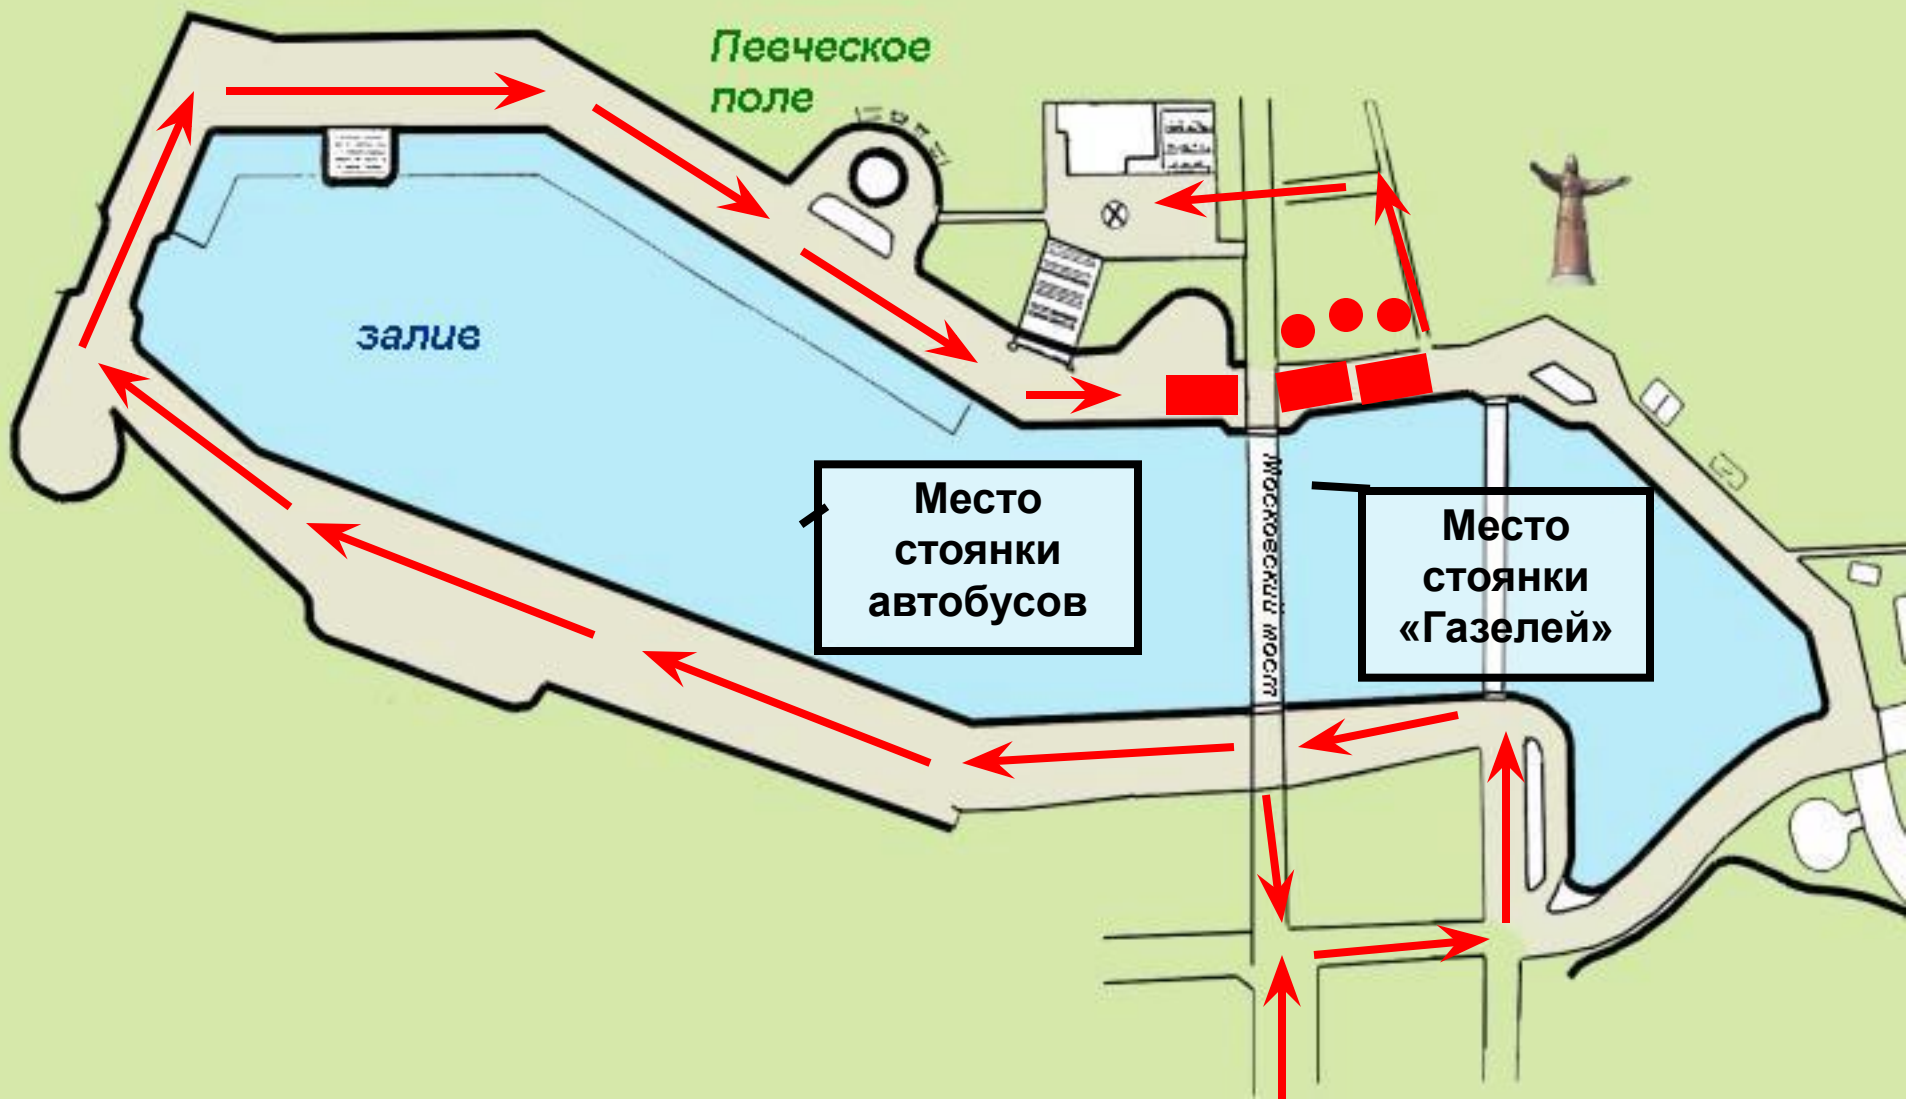 Певческое
поле
залив
Место
стоянки
автобусов
Московский мост
Место
стоянки
«Газелей»